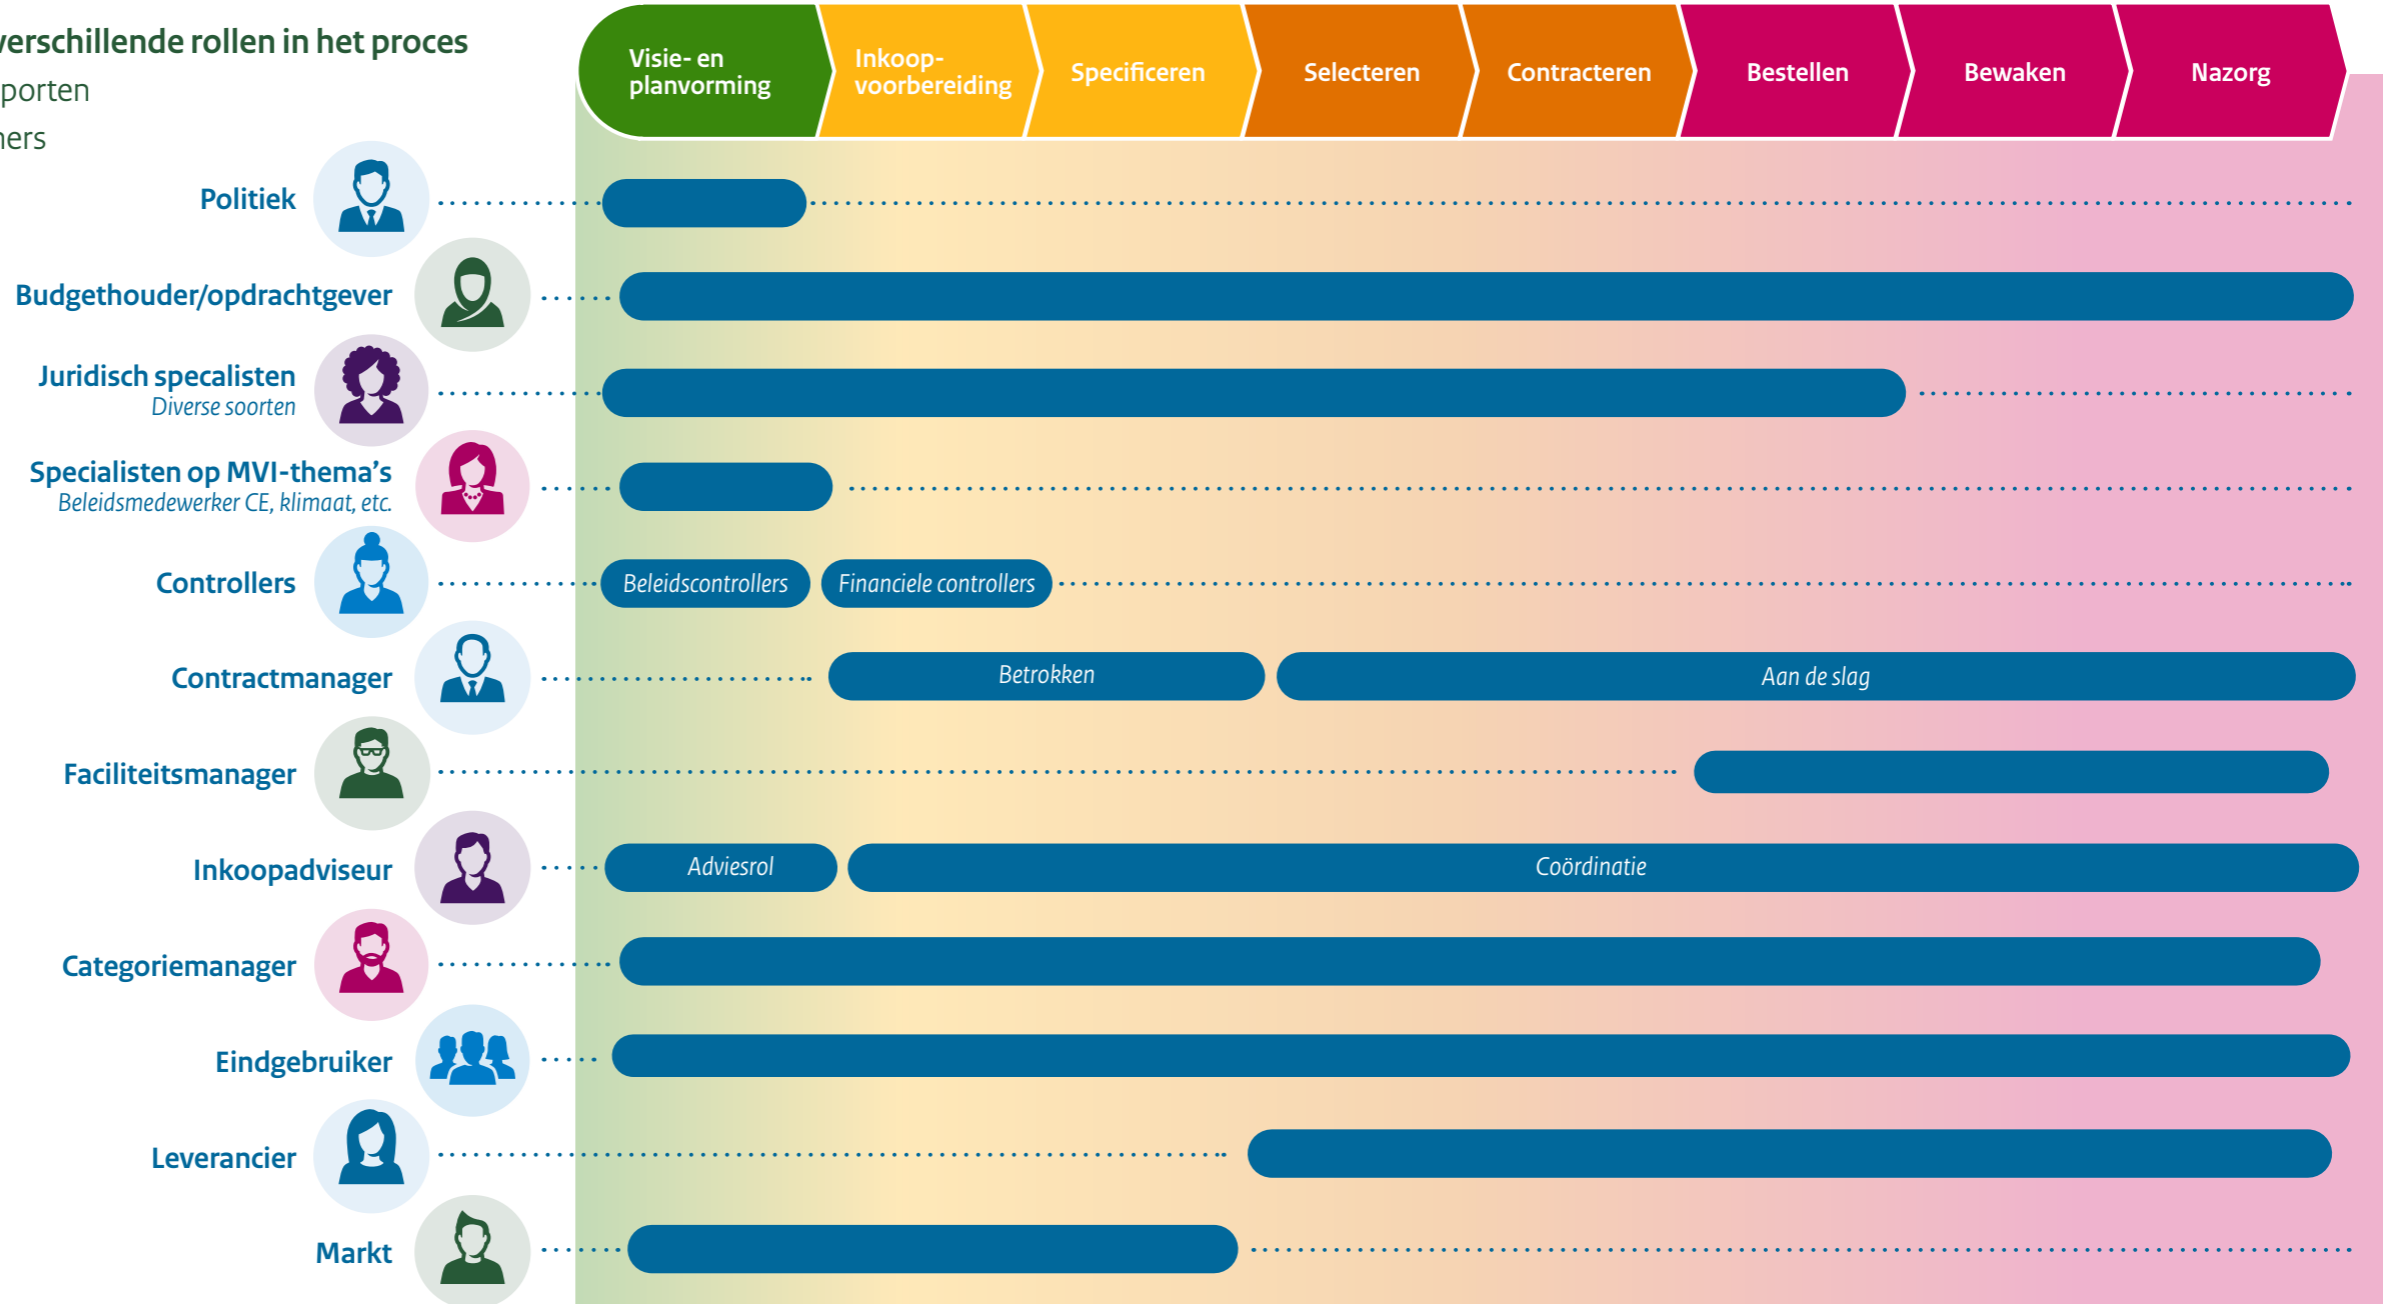 verschillende rollen in het proces
porten
ners
Visie- en
planvorming
Inkoop-
voorbereiding
Specificeren
Selecteren
Contracteren
Bestellen
Bewaken
Nazorg
Politiek
Budgethouder/opdrachtgever
Juridisch specalisten
Diverse soorten
Specialisten op MVI-thema's
Beleidsmedewerker CE, klimaat, etc.
Controllers
Beleidscontrollers
Financiele controllers
Contractmanager
Betrokken
Aan de slag
Faciliteitsmanager
Inkoopadviseur
Adviesrol
Coördinatie
Categoriemanager
Eindgebruiker
Leverancier
Markt